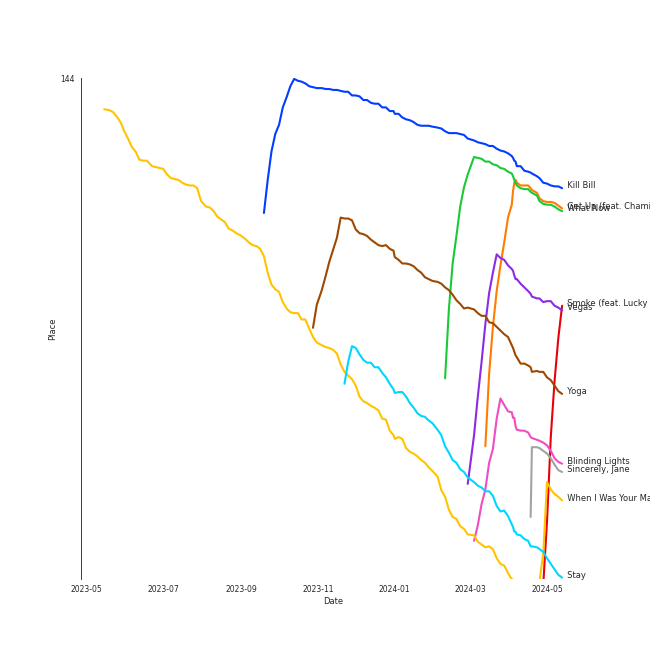 144
Kill Bill
Get Up (feat. Chami
What Now
Smoke (feat. Lucky
Vegas
Place
Yoga
Blinding Lights
Sincerely, Jane
When I Was Your Ma
Stay
2023-05 2023-07 2023-09 2023-11 2024-01 2024-03 2024-05
Date